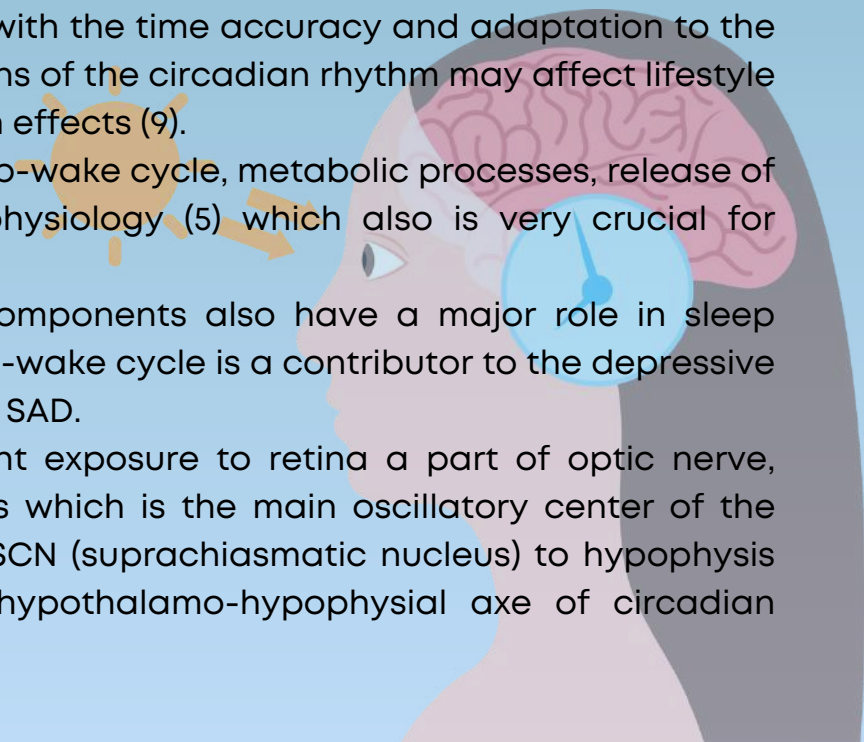 with the time accuracy and adaptation to the
ns of the circadian rhythm may affect lifestyle
effects (9).
o-wake cycle, metabolic processes, release of
physiology (5) which also is very crucial for
omponents also have a major role in sleep
-wake cycle is a contributor to the depressive
SAD.
nt exposure to retina a part of optic nerve,
s which is the main oscillatory center of the
SCN (suprachiasmatic nucleus) to hypophysis
hypothalamo-hypophysial axe of circadian